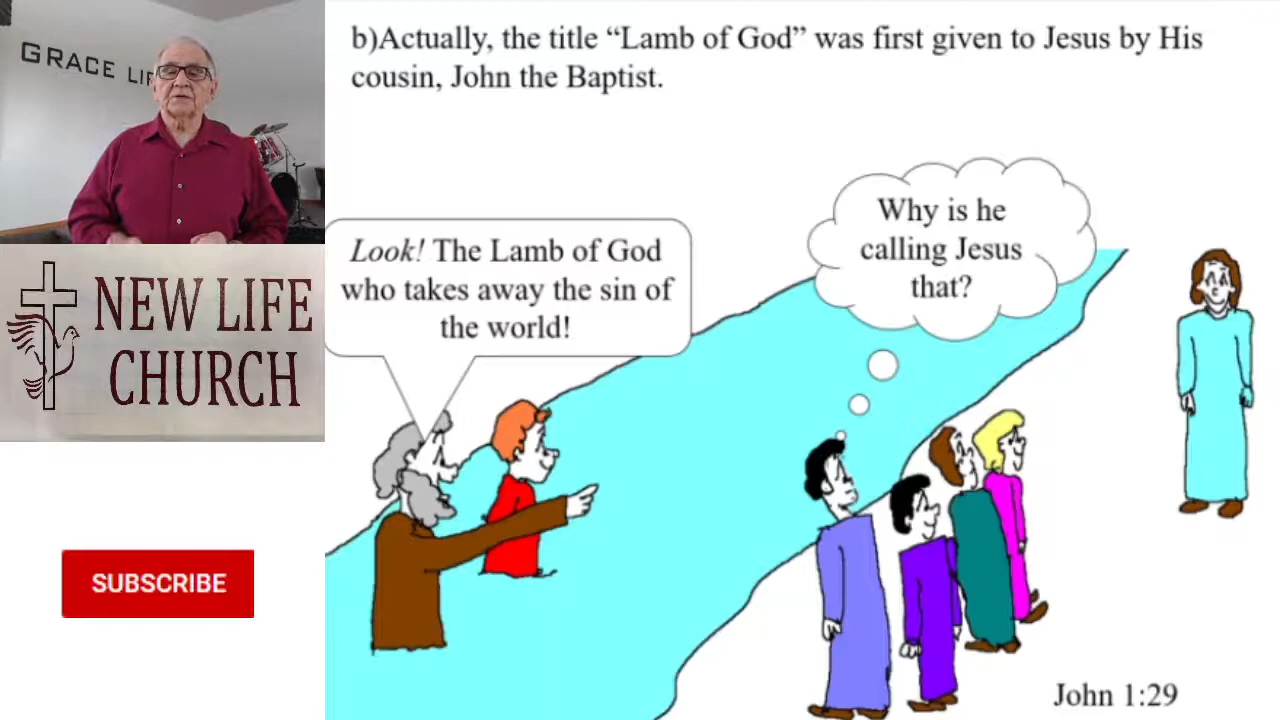 GRACE LIF
NEW LIFE
CHURCH
SUBSCRIBE
b)Actually, the title “Lamb of God” was first given to Jesus by His
cousin, John the Baptist.
Look! The Lamb of God
who takes away the sin of
the world!
Why is he
calling Jesus
that?
John 1:29